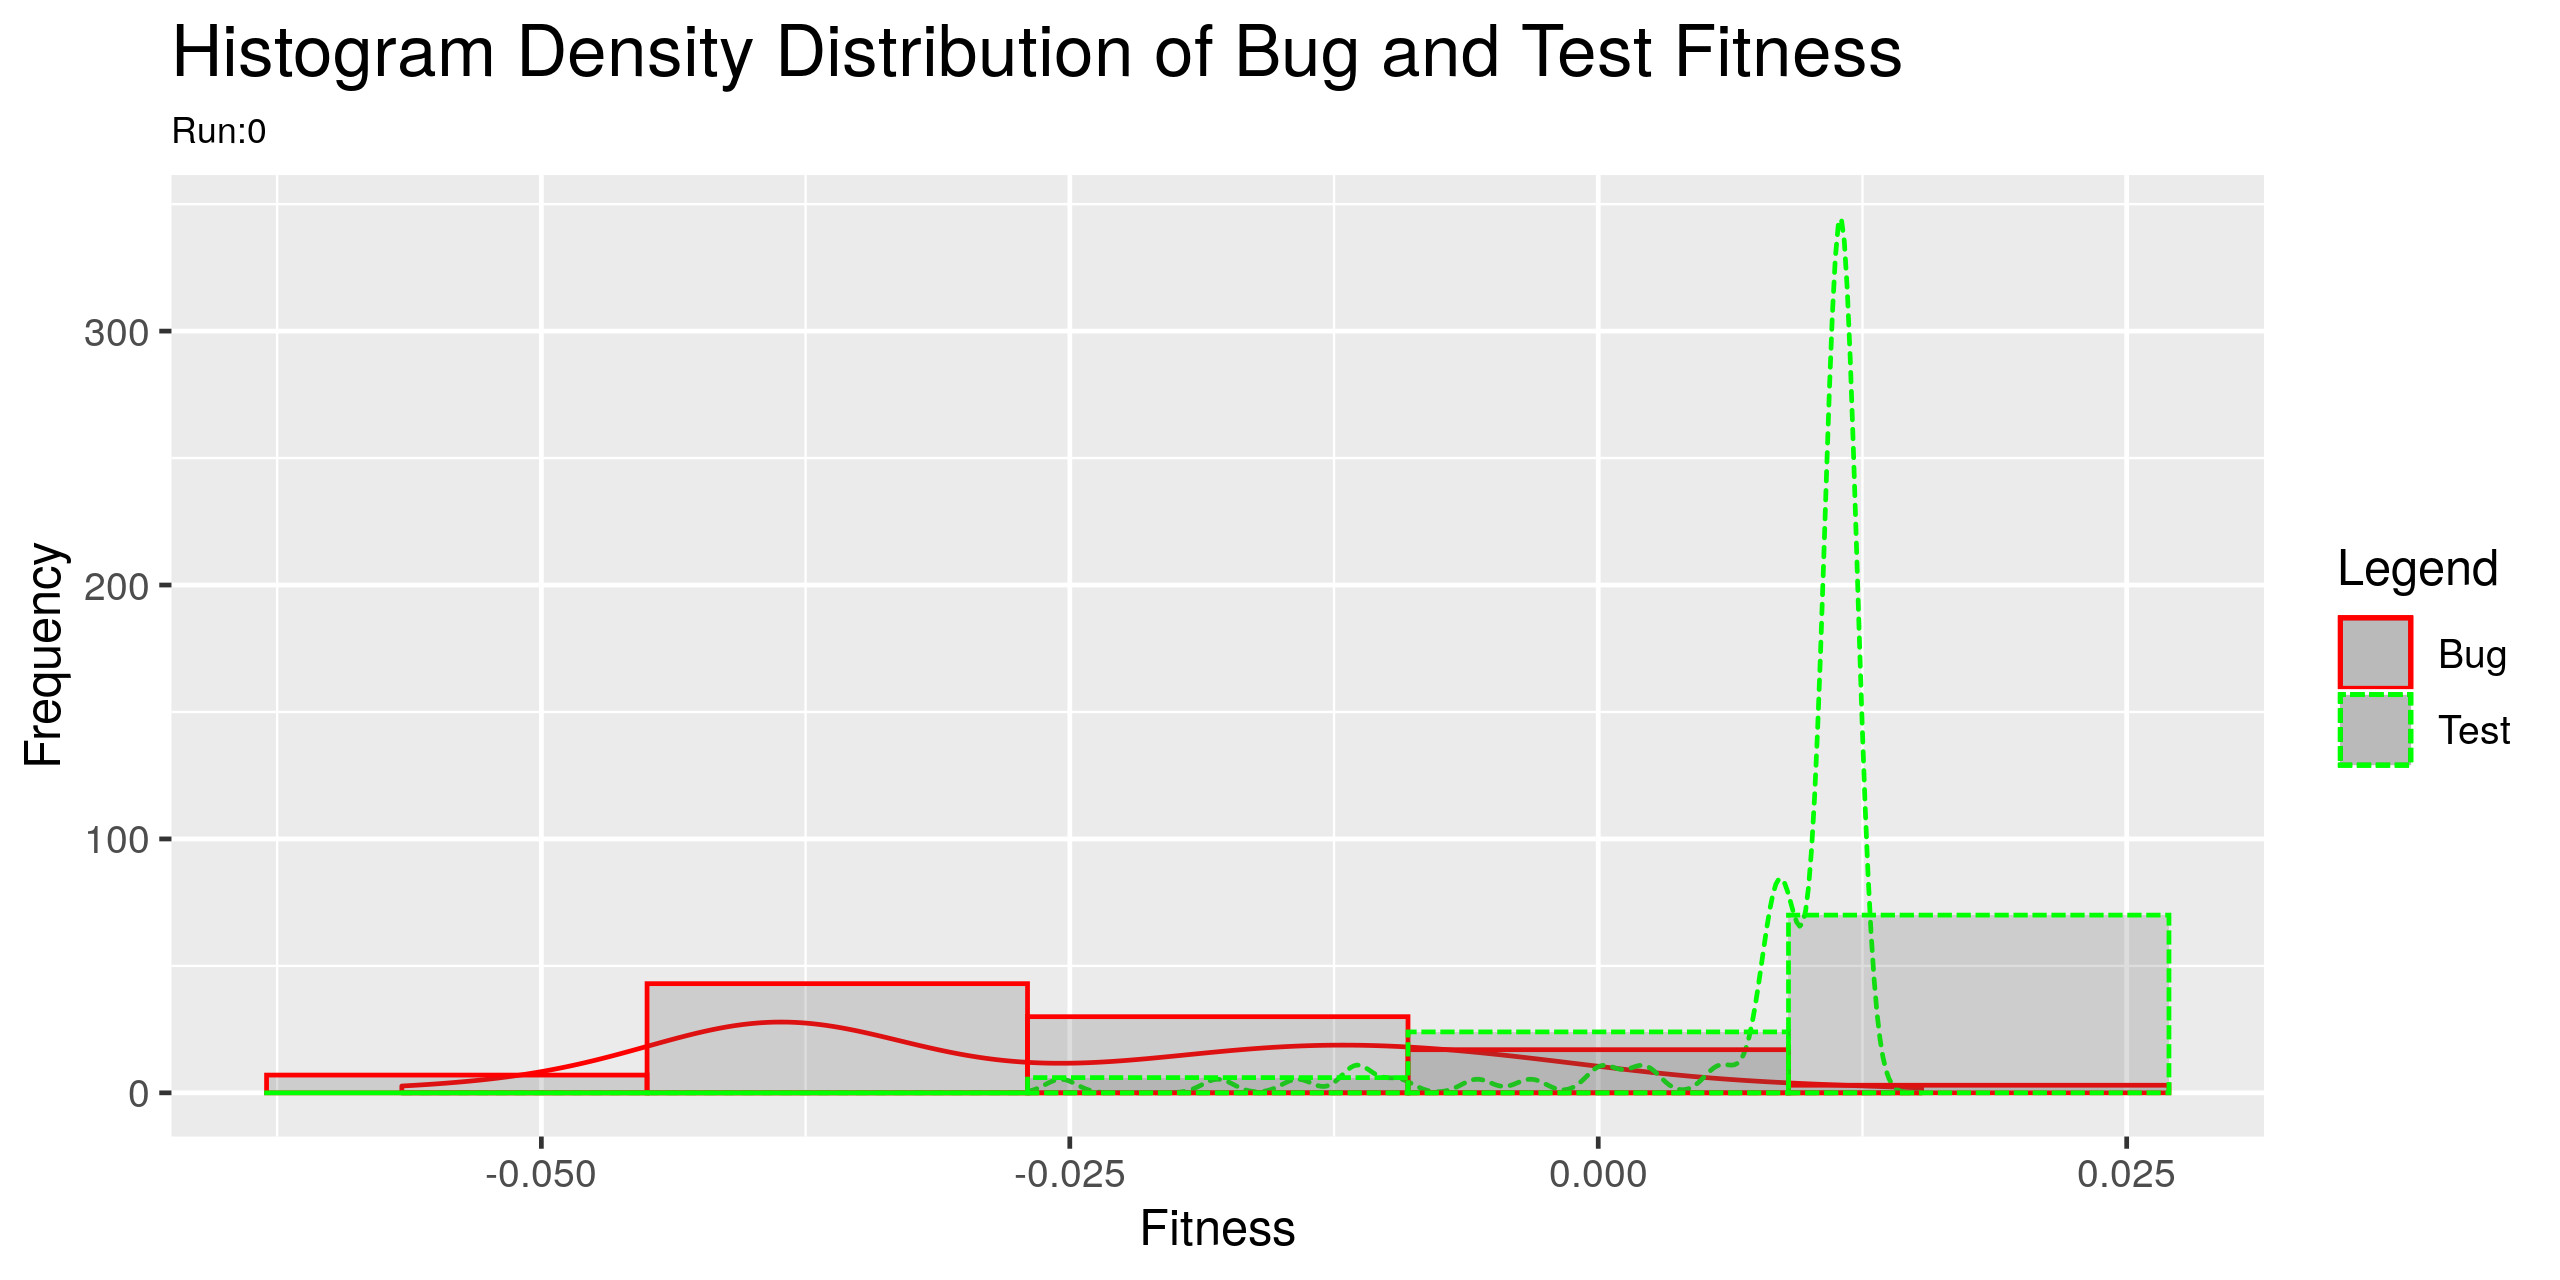 Histogram Density Distribution of Bug and Test Fitness
Run:0
Frequency
300
200
100
0
-0.050
-0.025
0.000
0.025
Fitness
Legend
Bug
Test